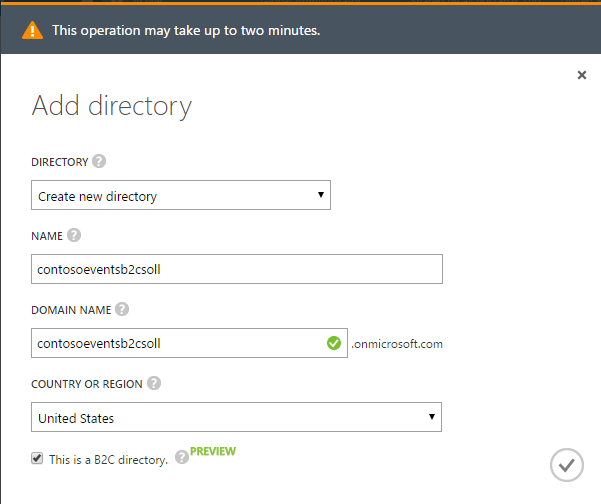 This operation may take up to two minutes.
Add directory
DIRECTORY ?
Create new directory
NAME ?
contosoeventsb2csoll
DOMAIN NAME ?
contosoeventsb2csoll .onmicrosoft.com
COUNTRY OR REGION ?
United States
This is a B2C directory. ? PREVIEW